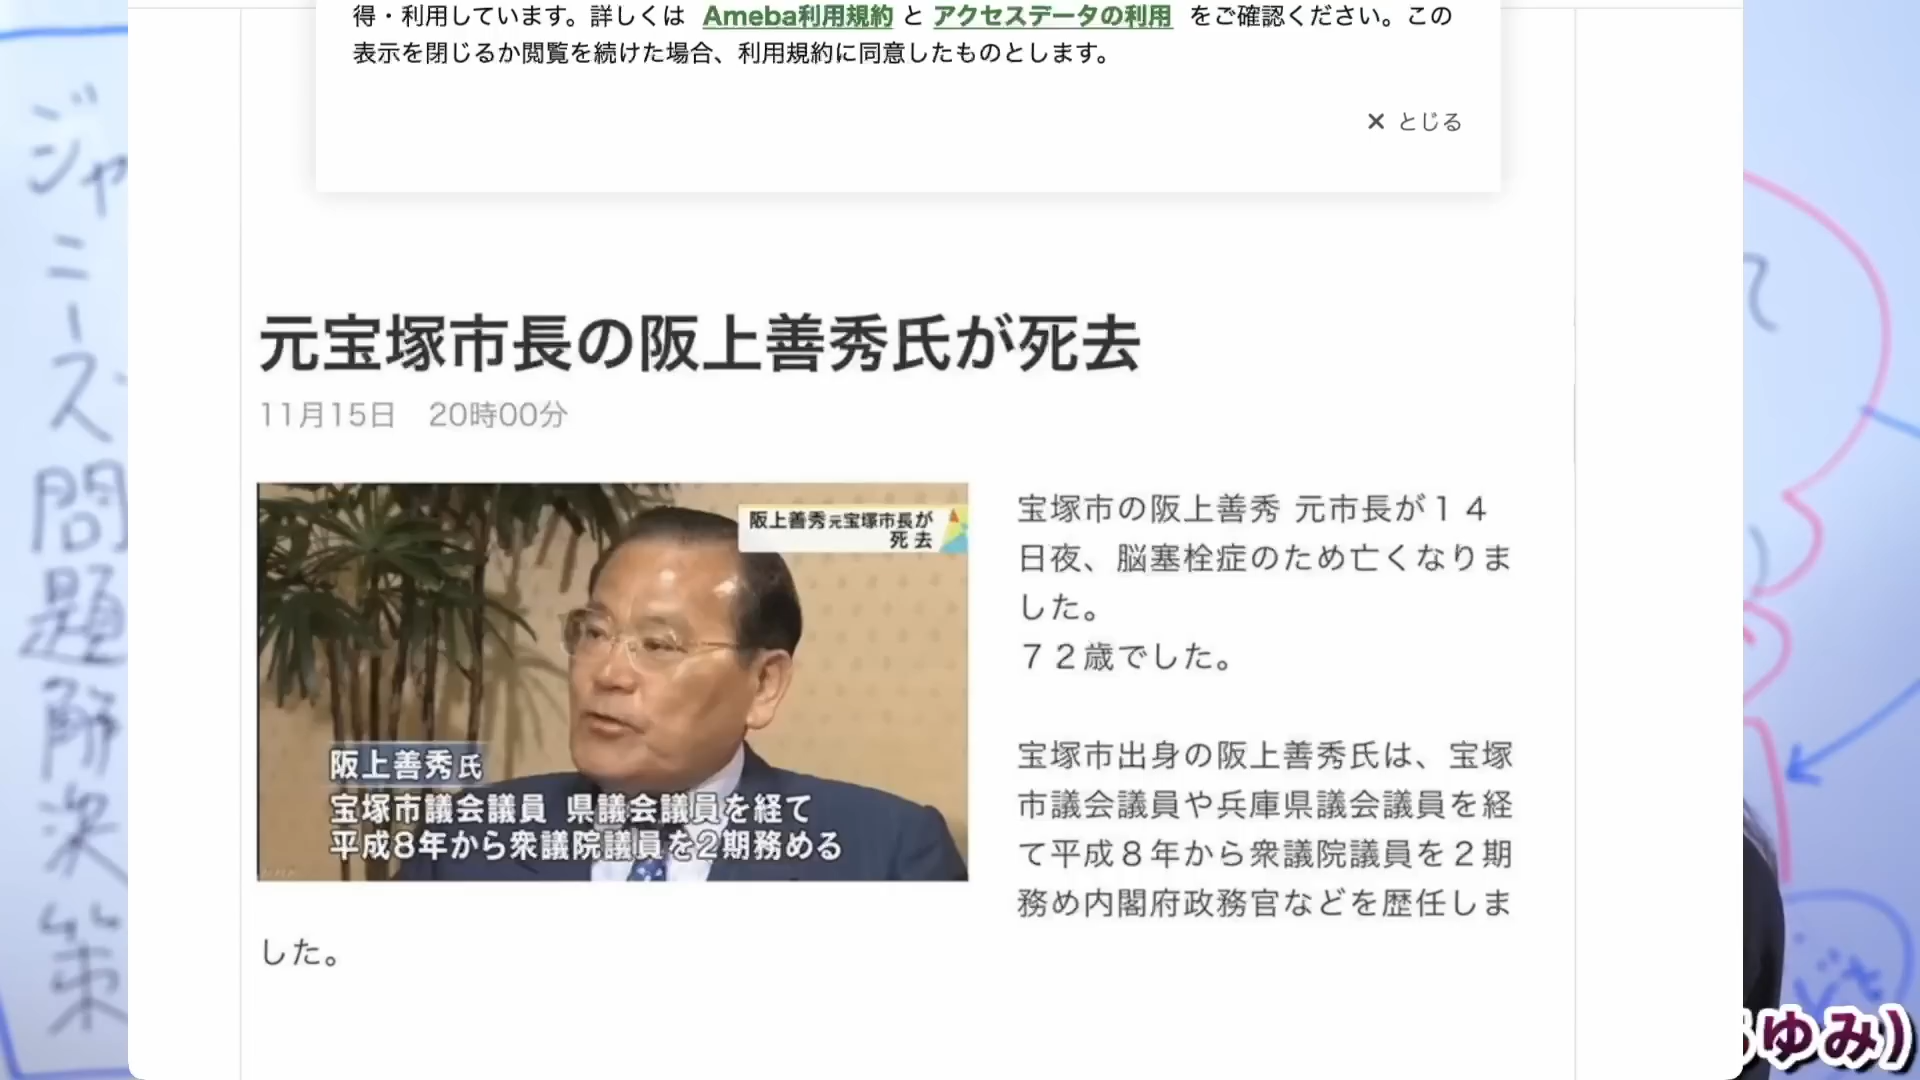 得・利用しています。詳しくは Ameba利用規約 と アクセスデータの利用 をご確認ください。この
表示を閉じるか閲覧を続けた場合、利用規約に同意したものとします。
× とじる
元宝塚市長の阪上善秀氏が死去
11月15日 20時00分
阪上善秀元宝塚市長が
死去
阪上善秀氏
宝塚市議会議員 県議会議員を経て
平成8年から衆議院議員を2期務める
宝塚市の阪上善秀 元市長が１４
日夜、脳塞栓症のため亡くなりま
した。
７２歳でした。
宝塚市出身の阪上善秀氏は、宝塚
市議会議員や兵庫県議会議員を経
て平成８年から衆議院議員を２期
務め内閣府政務官などを歴任しま
した。
ジャニーズ問題解決策
ゆみ)